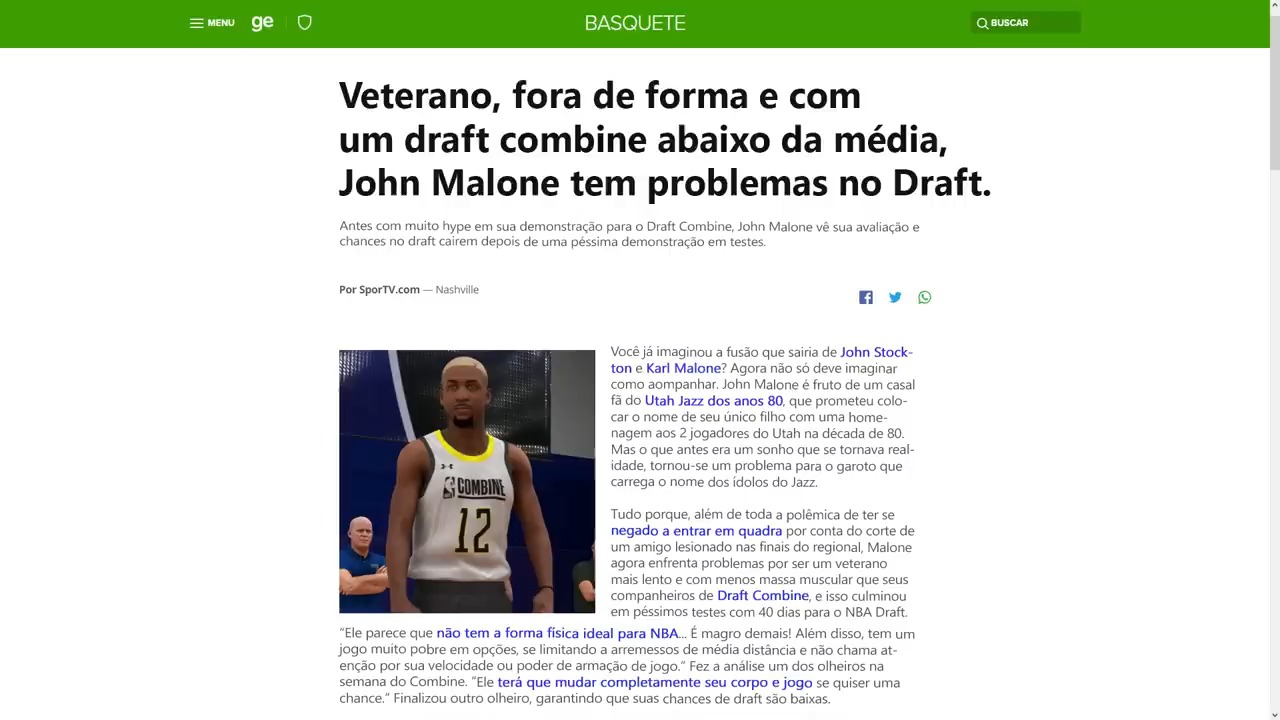 MENU
ge
BASQUETE
BUSCAR
Veterano, fora de forma e com
um draft combine abaixo da média,
John Malone tem problemas no Draft.
Antes com muito hype em sua demonstração para o Draft Combine, John Malone vê sua avaliação e
chances no draft cairem depois de uma péssima demonstração em testes.
Por SporTV.com — Nashville
Você já imaginou a fusão que sairia de John Stock-
ton e Karl Malone? Agora não só deve imaginar
como aompanhar. John Malone é fruto de um casal
fã do Utah Jazz dos anos 80, que prometeu colo-
car o nome de seu único filho com uma home-
nagem aos 2 jogadores do Utah na década de 80.
Mas o que antes era um sonho que se tornava real-
idade, tornou-se um problema para o garoto que
carrega o nome dos ídolos do Jazz.
Tudo porque, além de toda a polêmica de ter se
negado a entrar em quadra por conta do corte de
um amigo lesionado nas finais do regional, Malone
agora enfrenta problemas por ser um veterano
mais lento e com menos massa muscular que seus
companheiros de Draft Combine, e isso culminou
em péssimos testes com 40 dias para o NBA Draft.
COMBINE
12
“Ele parece que não tem a forma física ideal para NBA... É magro demais! Além disso, tem um
jogo muito pobre em opções, se limitando a arremessos de média distância e não chama at-
enção por sua velocidade ou poder de armação de jogo.” Fez a análise um dos olheiros na
semana do Combine. “Ele terá que mudar completamente seu corpo e jogo se quiser uma
chance.” Finalizou outro olheiro, garantindo que suas chances de draft são baixas.